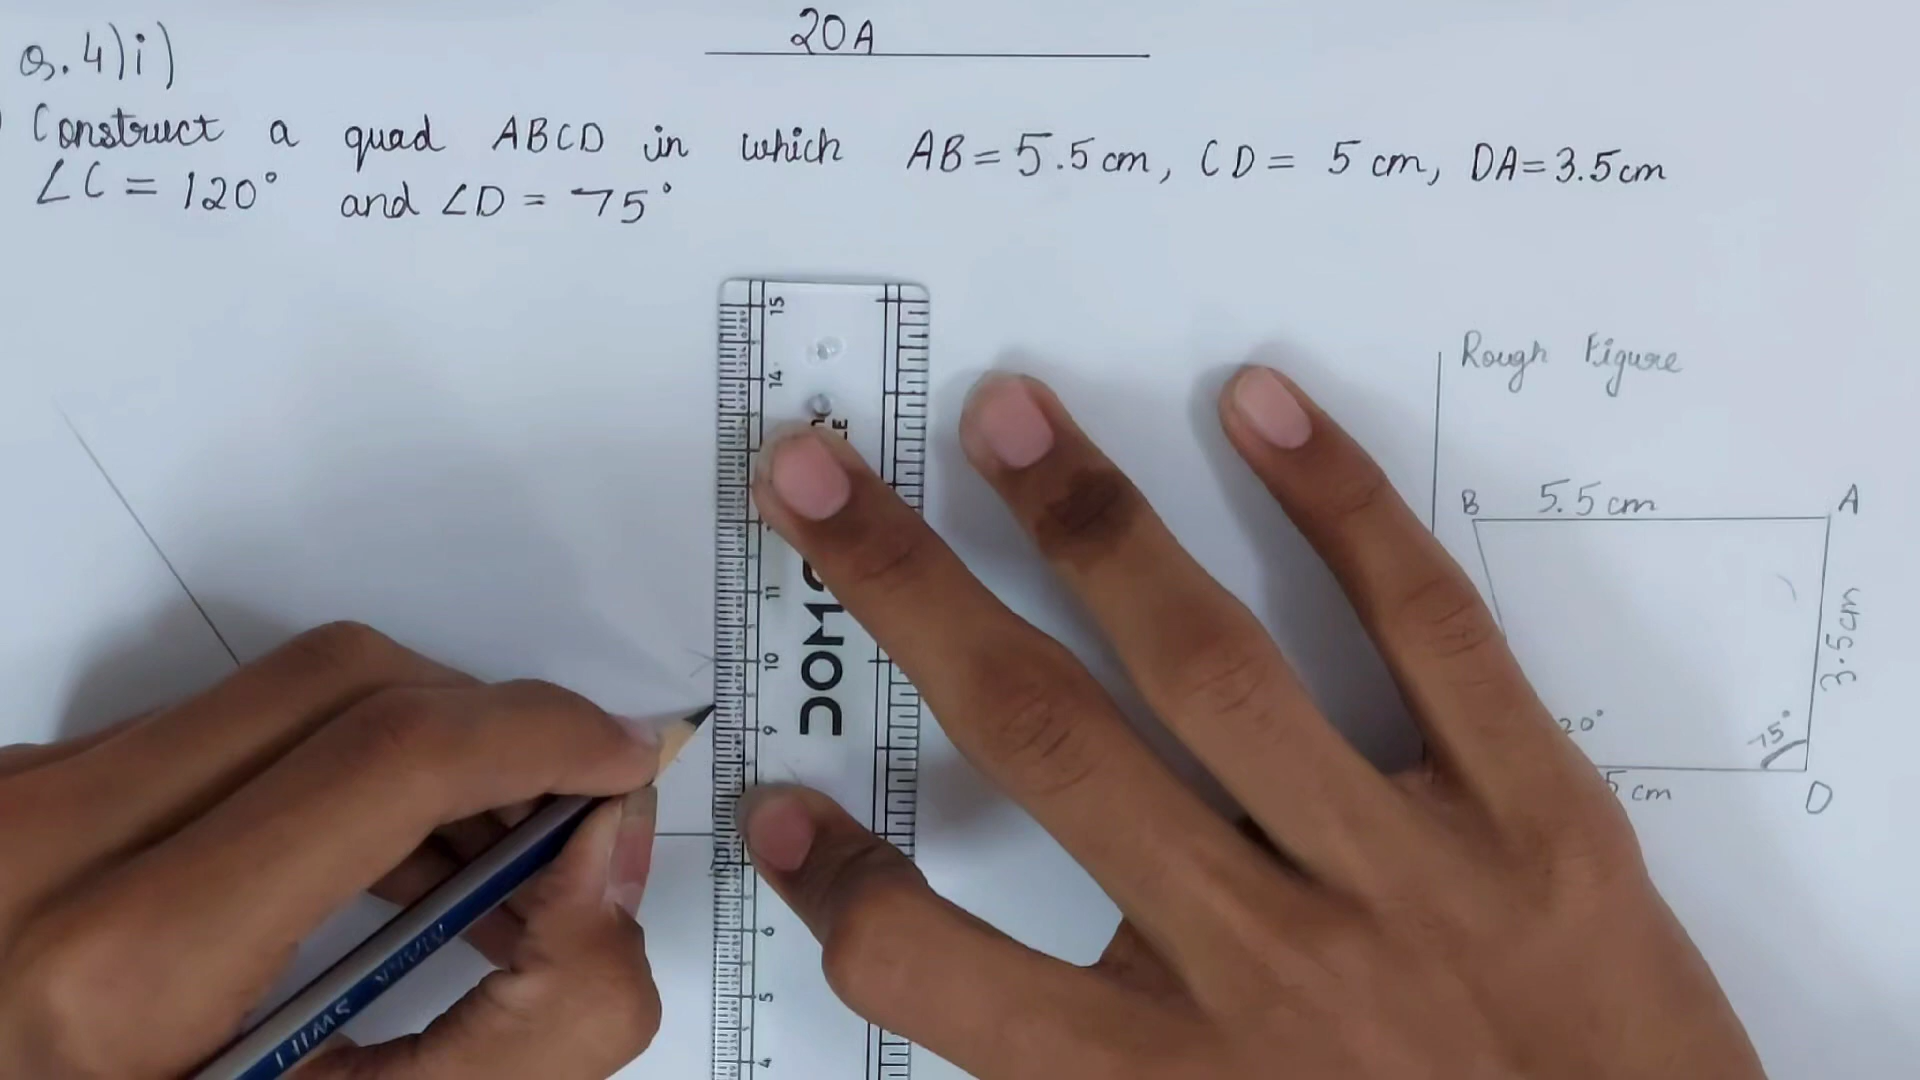 20A
Q. 4) i)
Construct a quad ABCD in which AB = 5.5 cm, CD = 5 cm, DA = 3.5 cm
∠C = 120° and ∠D = 75°
15
14
11
10
9
6
5
4
Rough Figure
B 5.5 cm A
3.5 cm
20° 75°
5 cm D